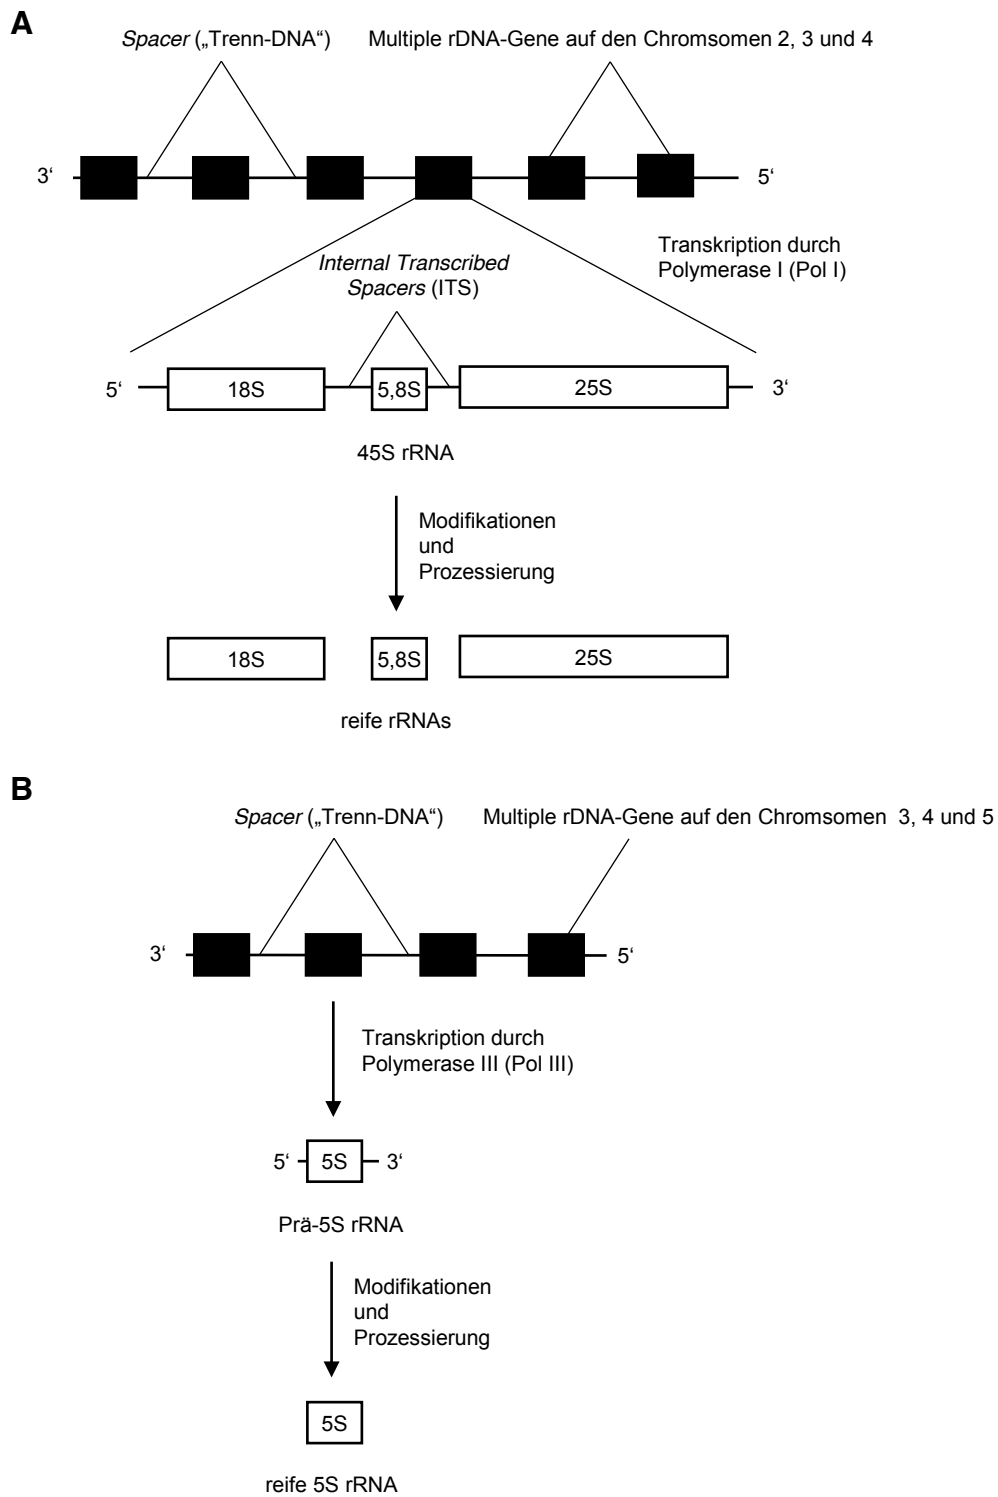 A
Spacer („Trenn-DNA“)
Multiple rDNA-Gene auf den Chromsomen 2, 3 und 4
3‘
5‘
Transkription durch
Polymerase I (Pol I)
Internal Transcribed
Spacers (ITS)
5‘
18S
5,8S
25S
3‘
45S rRNA
Modifikationen
und
Prozessierung
18S
5,8S
25S
reife rRNAs
B
Spacer („Trenn-DNA“)
Multiple rDNA-Gene auf den Chromsomen 3, 4 und 5
3‘
5‘
Transkription durch
Polymerase III (Pol III)
5‘
5S
3‘
Prä-5S rRNA
Modifikationen
und
Prozessierung
5S
reife 5S rRNA